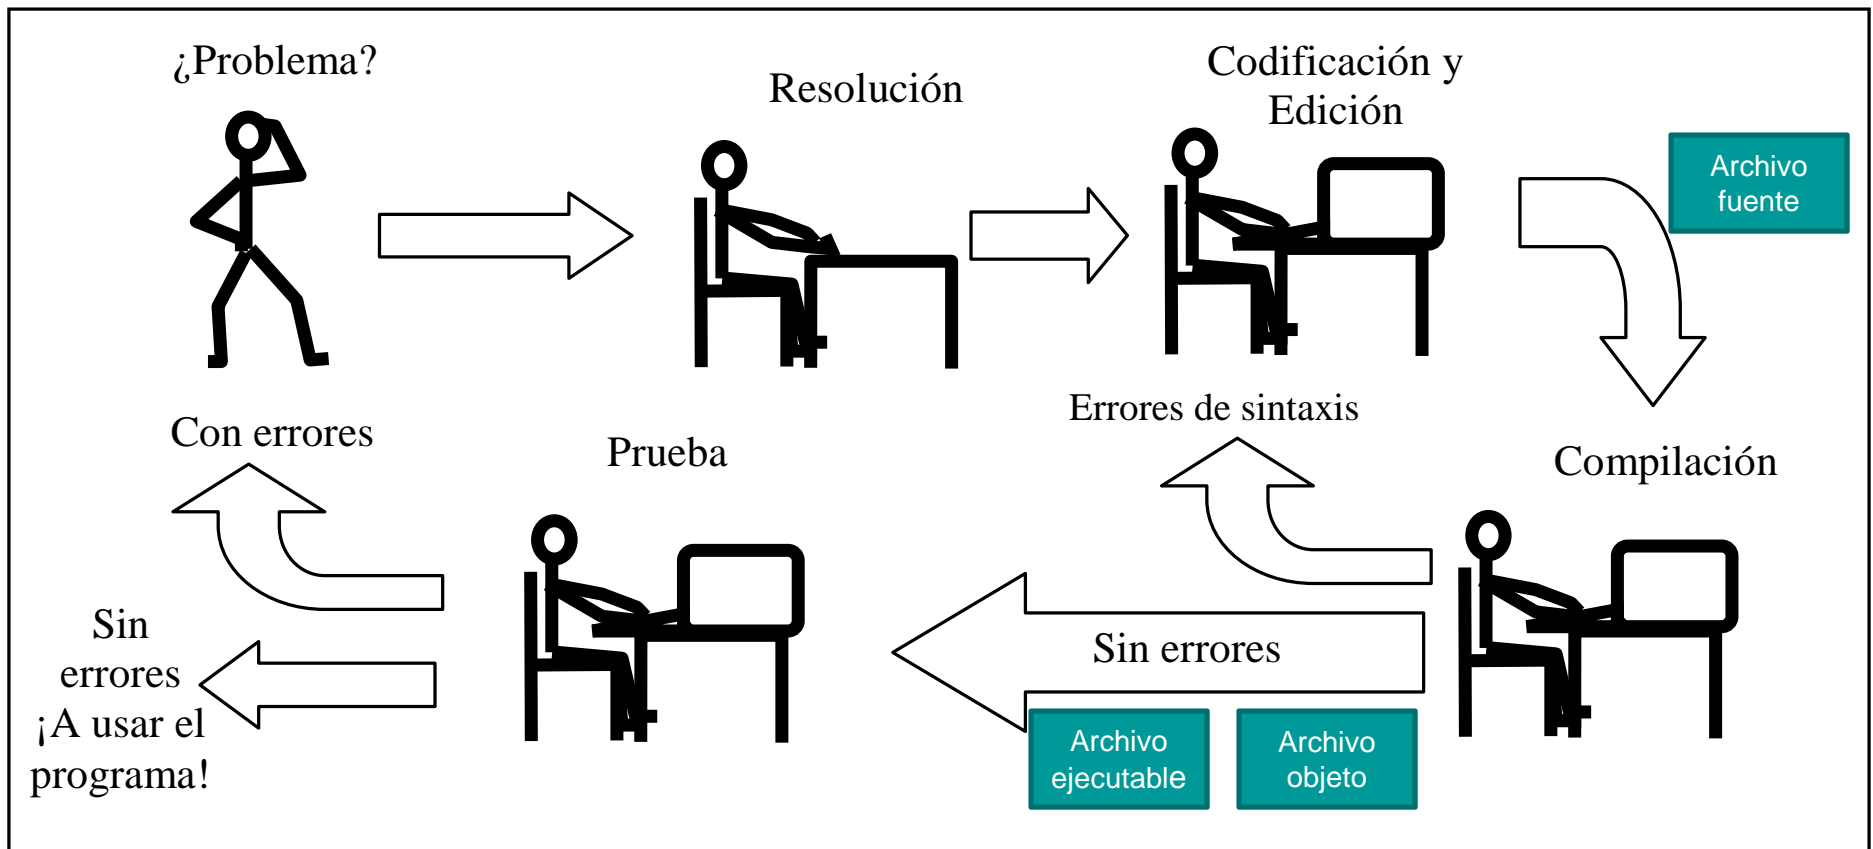 ¿Problema?
Resolución
Codificación y
Edición
Archivo
fuente
Errores de sintaxis
Compilación
Con errores
Prueba
Sin errores
Archivo
ejecutable
Archivo
objeto
Sin
errores
¡A usar el
programa!